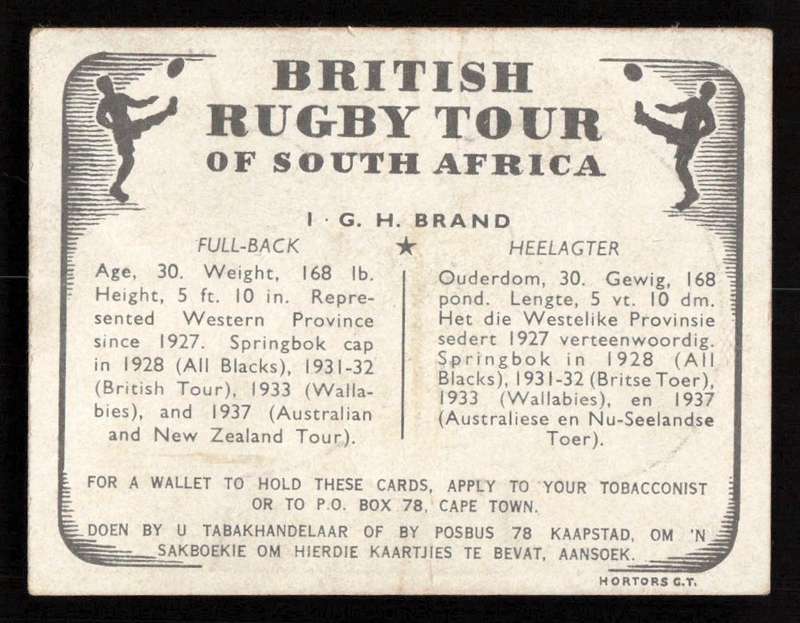 BRITISH
RUGBY TOUR
OF SOUTH AFRICA
1 · G. H. BRAND
FULL-BACK
Age, 30. Weight, 168 lb.
Height, 5 ft. 10 in. Repre-
sented Western Province
since 1927. Springbok cap
in 1928 (All Blacks), 1931-32
(British Tour), 1933 (Walla-
bies), and 1937 (Australian
and New Zealand Tour).
HEELAGTER
Ouderdom, 30. Gewig, 168
pond. Lengte, 5 vt. 10 dm.
Het die Westelike Provinsie
sedert 1927 verteenwoordig.
Springbok in 1928 (All
Blacks), 1931-32 (Britse Toer),
1933 (Wallabies), en 1937
(Australiese en Nu-Seelandse
Toer).
FOR A WALLET TO HOLD THESE CARDS, APPLY TO YOUR TOBACCONIST
OR TO P.O. BOX 78, CAPE TOWN.
DOEN BY U TABAKHANDELAAR OF BY POSBUS 78 KAAPSTAD, OM 'N
SAKBOEKIE OM HIERDIE KAARTJIES TE BEVAT, AANSOEK.
HORTORS C.T.